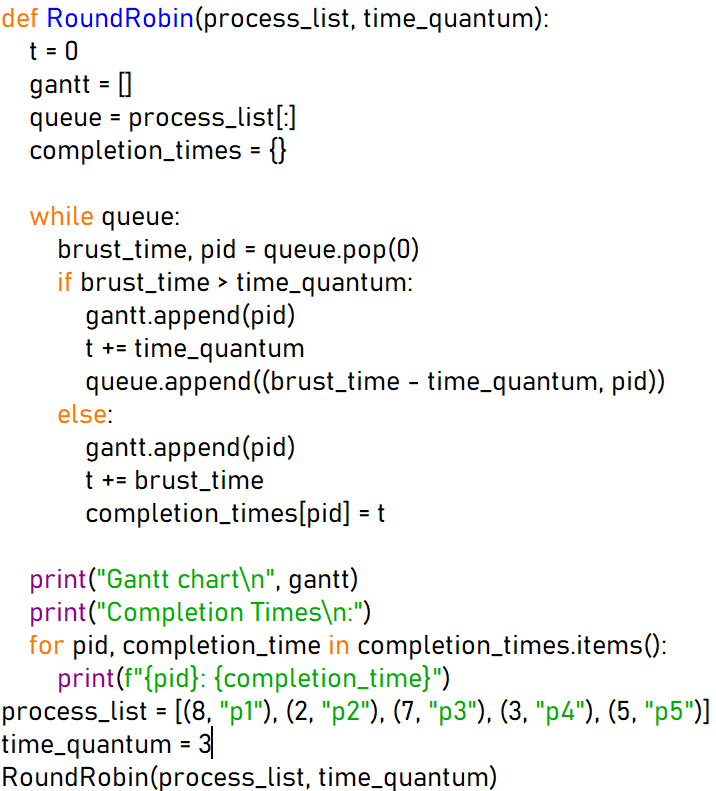 def RoundRobin(process_list, time_quantum):
    t = 0
    gantt = []
    queue = process_list[:]
    completion_times = {}

    while queue:
        brust_time, pid = queue.pop(0)
        if brust_time > time_quantum:
            gantt.append(pid)
            t += time_quantum
            queue.append((brust_time - time_quantum, pid))
        else:
            gantt.append(pid)
            t += brust_time
            completion_times[pid] = t

    print("Gantt chart\n", gantt)
    print("Completion Times\n:")
    for pid, completion_time in completion_times.items():
        print(f"{pid}: {completion_time}")
process_list = [(8, "p1"), (2, "p2"), (7, "p3"), (3, "p4"), (5, "p5")]
time_quantum = 3
RoundRobin(process_list, time_quantum)